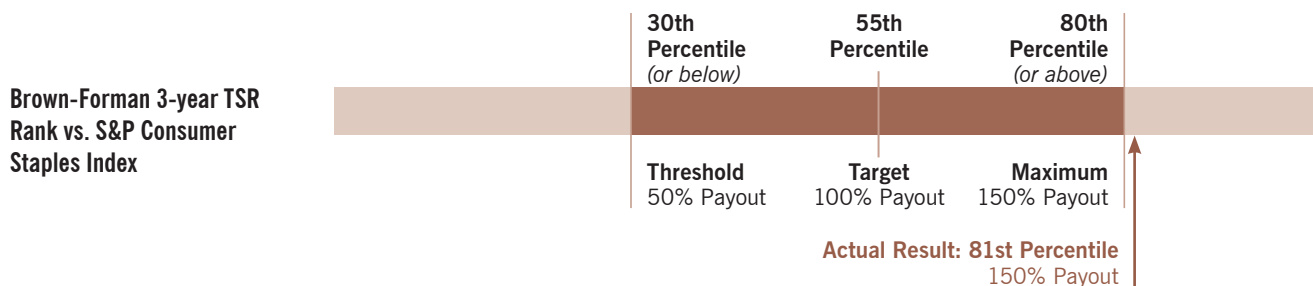 Brown-Forman 3-year TSR
Rank vs. S&P Consumer
Staples Index
30th
Percentile
(or below)
55th
Percentile
80th
Percentile
(or above)
Threshold
50% Payout
Target
100% Payout
Maximum
150% Payout
Actual Result: 81st Percentile
150% Payout